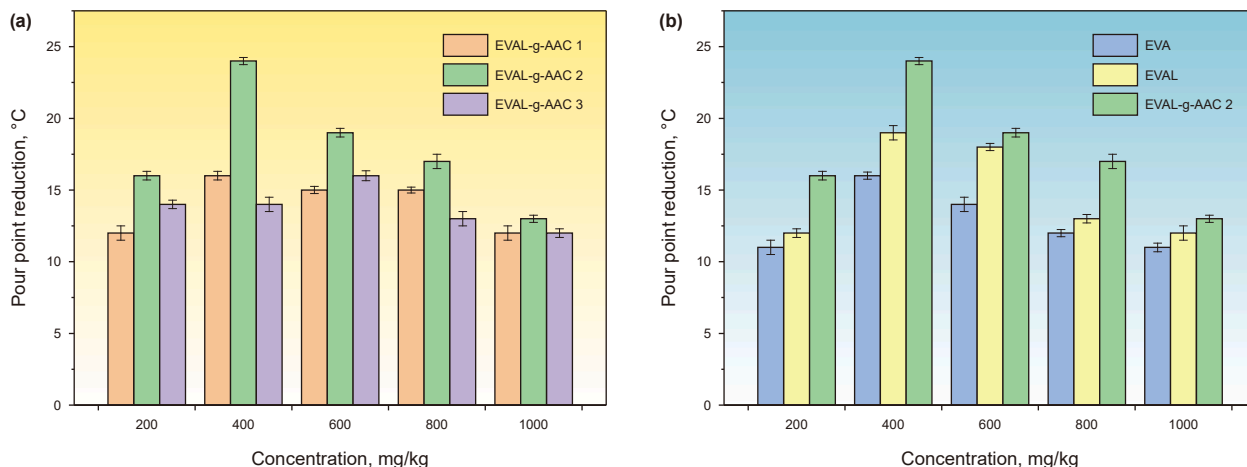 (a)
EVAL-g-AAC 1
EVAL-g-AAC 2
EVAL-g-AAC 3
Pour point reduction, °C
25
20
15
10
5
0
200 400 600 800 1000
Concentration, mg/kg
(b)
EVA
EVAL
EVAL-g-AAC 2
Pour point reduction, °C
25
20
15
10
5
0
200 400 600 800 1000
Concentration, mg/kg